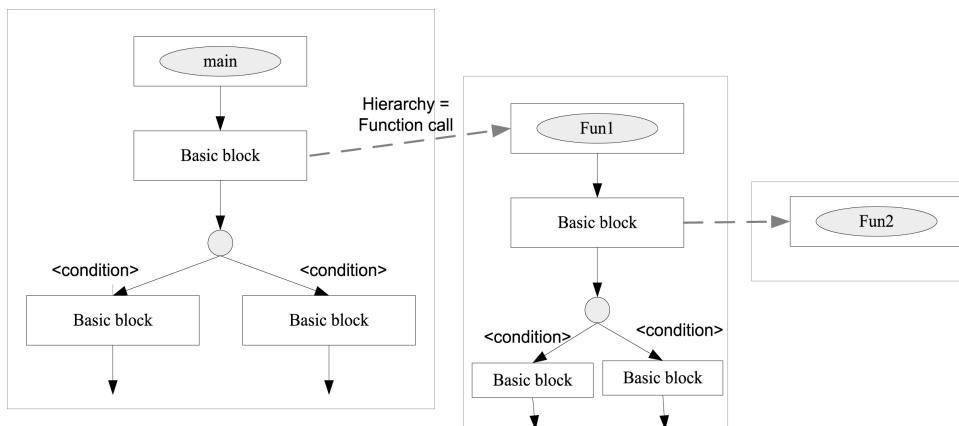 main
Basic block
<condition>
<condition>
Basic block
Basic block
Hierarchy =
Function call
Fun1
Basic block
<condition>
<condition>
Basic block
Basic block
Fun2